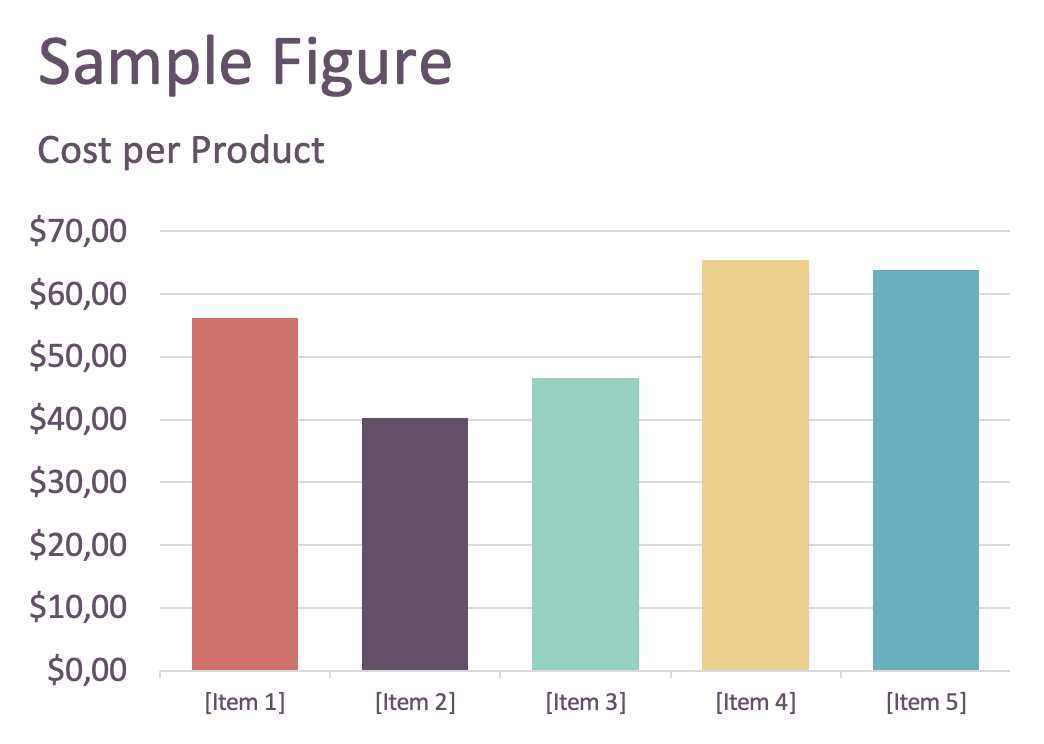 Sample Figure
Cost per Product
$70,00
$60,00
$50,00
$40,00
$30,00
$20,00
$10,00
$0,00
[Item 1] [Item 2] [Item 3] [Item 4] [Item 5]